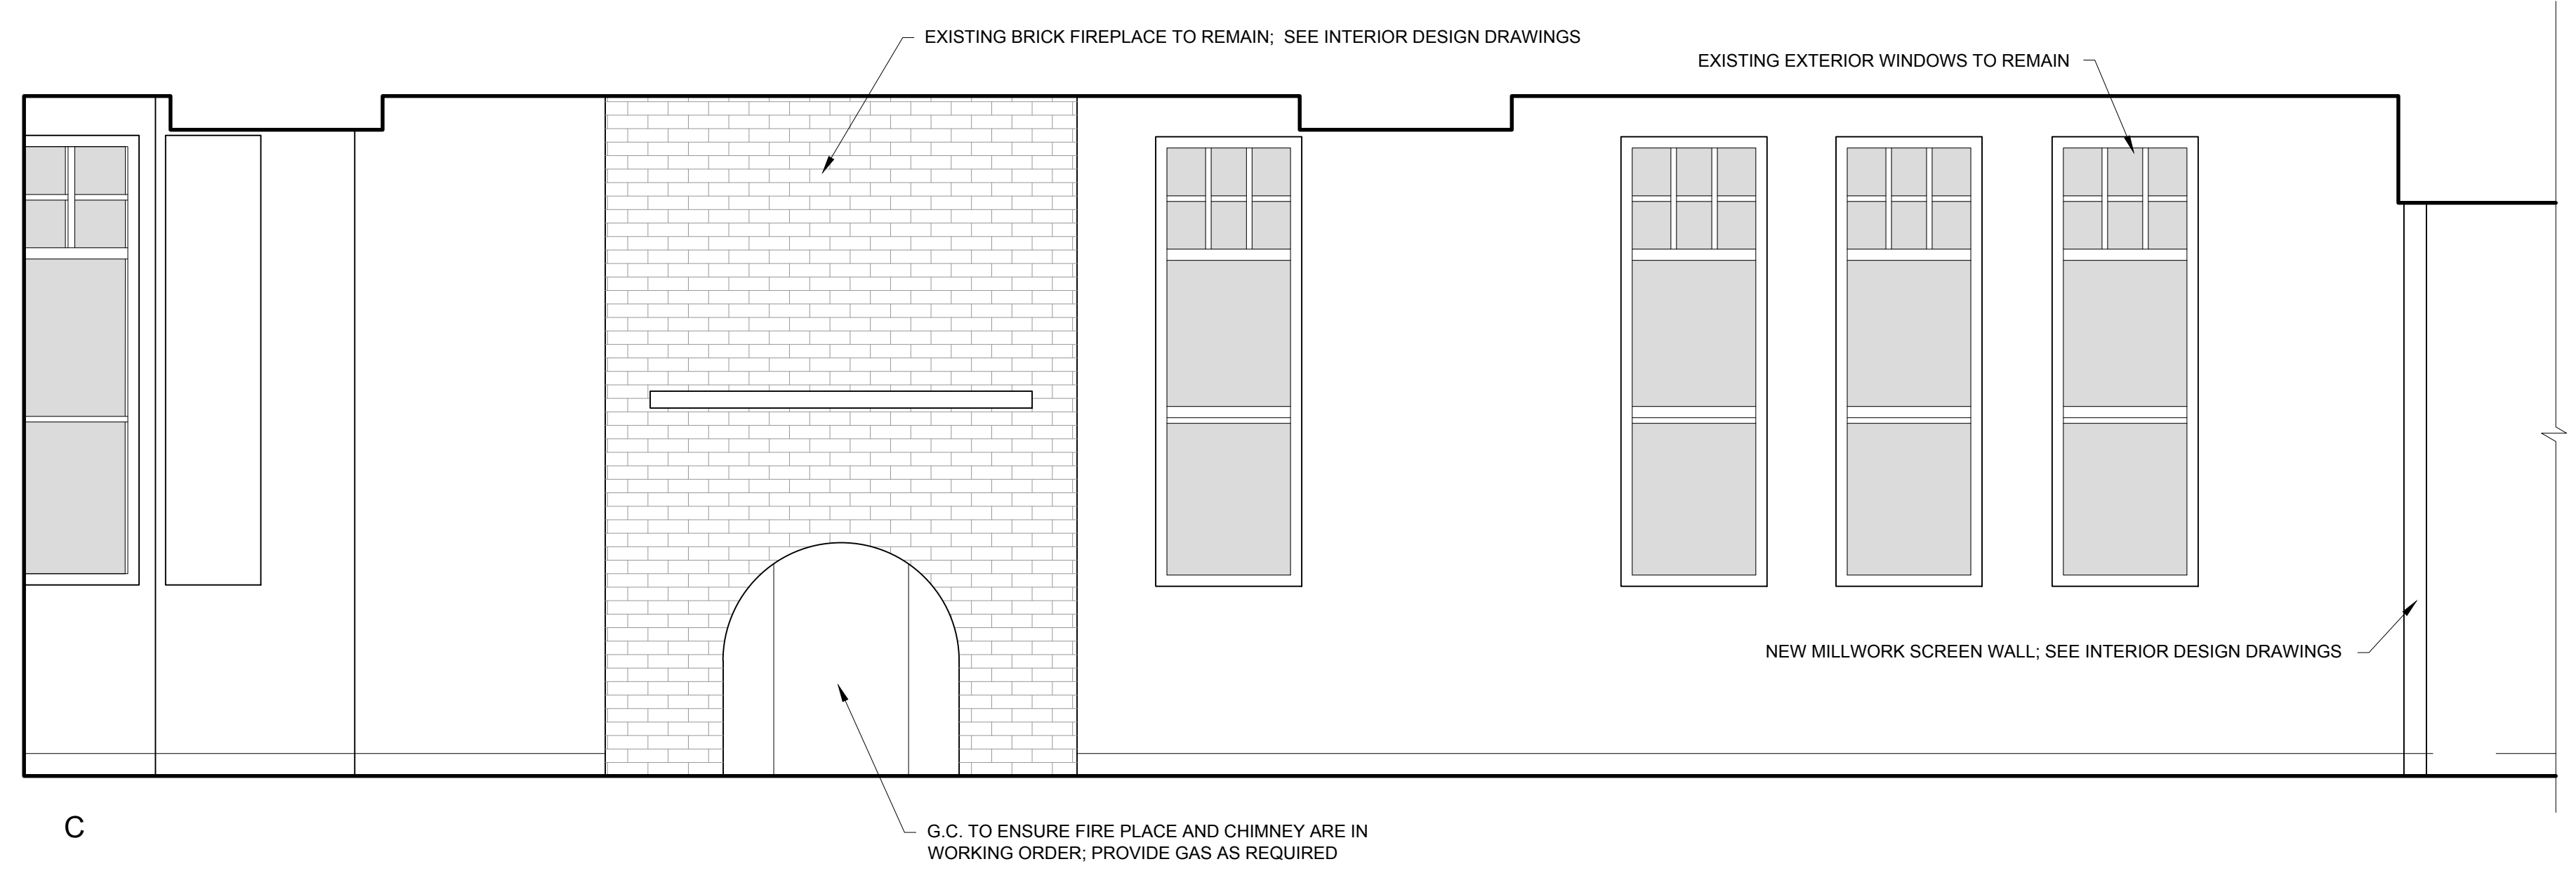 EXISTING BRICK FIREPLACE TO REMAIN; SEE INTERIOR DESIGN DRAWINGS
EXISTING EXTERIOR WINDOWS TO REMAIN
NEW MILLWORK SCREEN WALL; SEE INTERIOR DESIGN DRAWINGS
C
G.C. TO ENSURE FIRE PLACE AND CHIMNEY ARE IN
WORKING ORDER; PROVIDE GAS AS REQUIRED